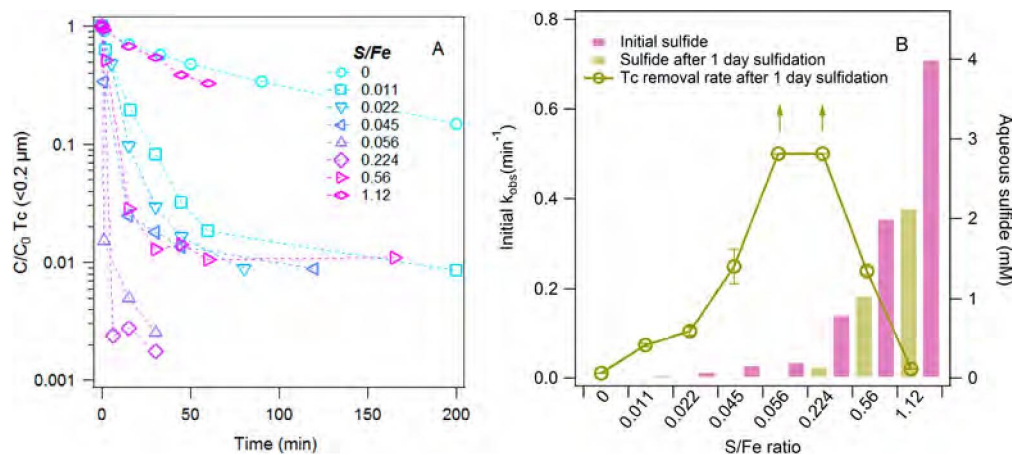 A
S/Fe
0
0.011
0.022
0.045
0.056
0.224
0.56
1.12
1
0.1
0.01
0.001
C/C0 Tc (<0.2 μm)
0
50
100
150
200
Time (min)
B
Initial sulfide
Sulfide after 1 day sulfidation
Tc removal rate after 1 day sulfidation
0.8
0.6
0.4
0.2
0.0
Initial kobs(min-1)
4
3
2
1
0
Aqueous sulfide
(mM)
0
0.011
0.022
0.045
0.056
0.224
0.56
1.12
S/Fe ratio